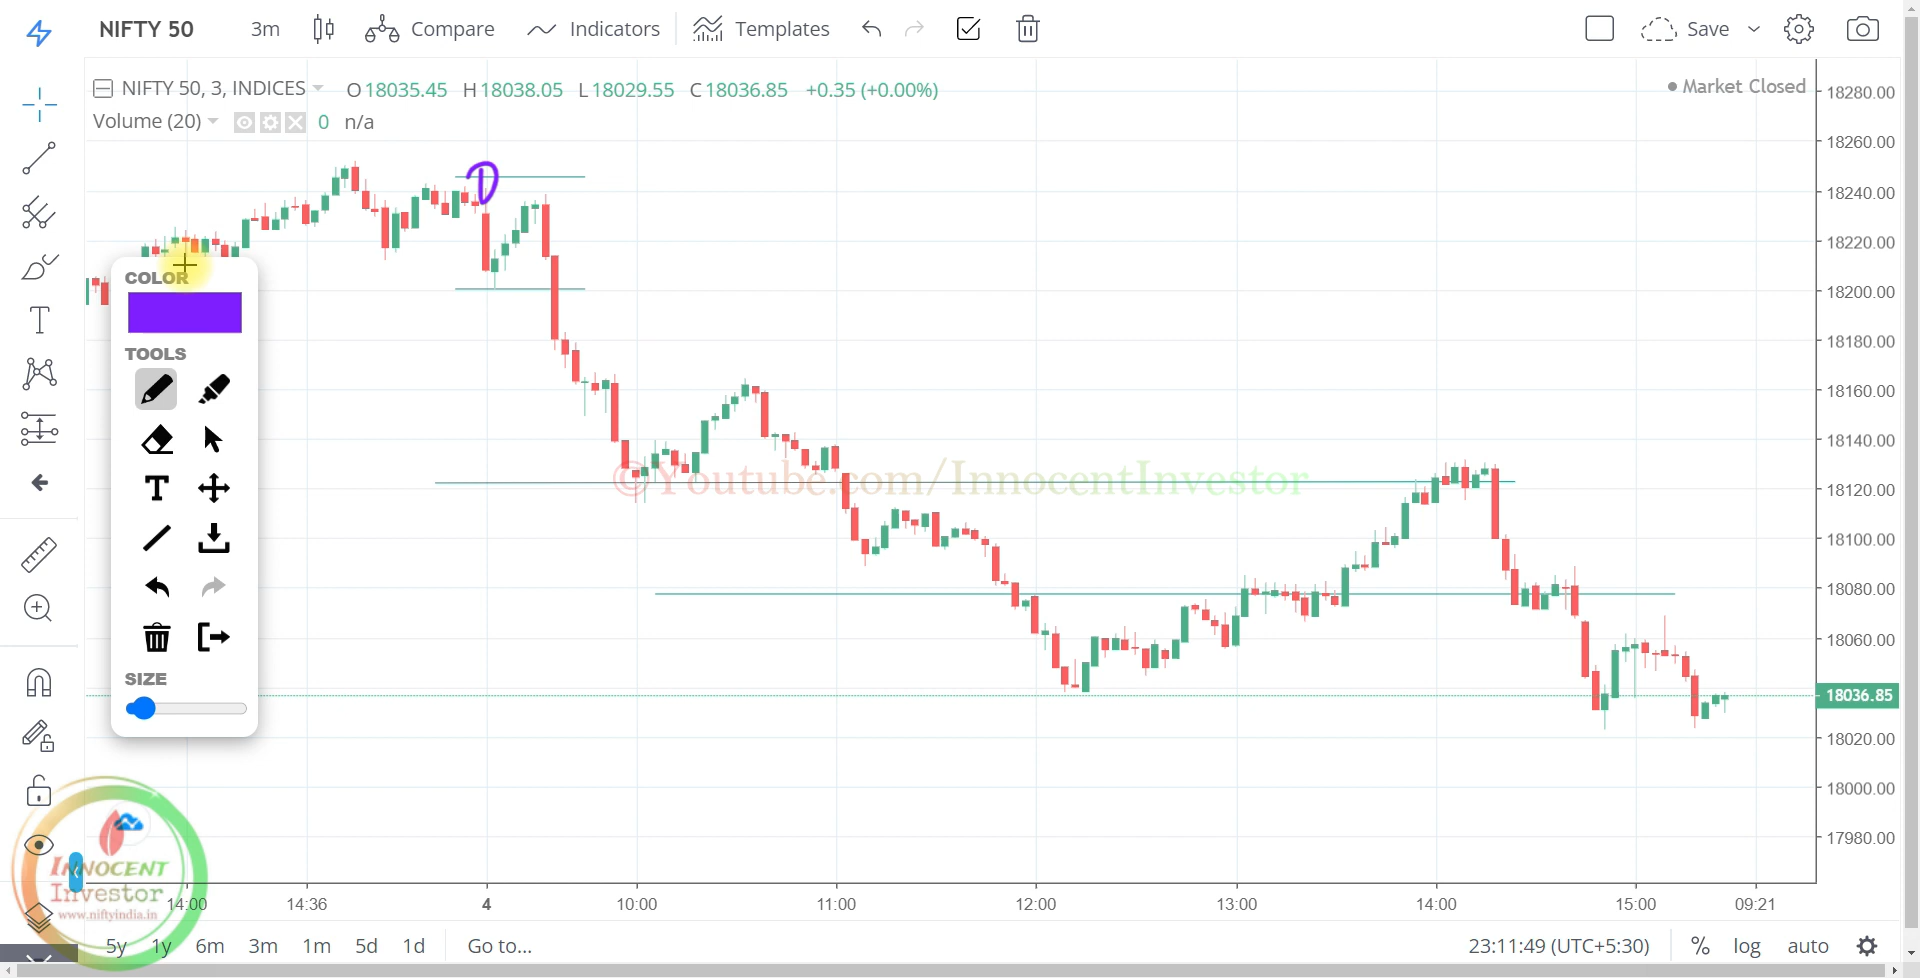 NIFTY 50 3m Compare Indicators Templates Save
NIFTY 50, 3, INDICES O 18035.45 H 18038.05 L 18029.55 C 18036.85 +0.35 (+0.00%)
Market Closed
Volume (20) 0 n/a
18280.00
18260.00
18240.00
18220.00
18200.00
18180.00
18160.00
18140.00
18120.00
18100.00
18080.00
18060.00
18036.85
18020.00
18000.00
17980.00
COLOR
TOOLS
SIZE
©Youtube.com/InnocentInvestor
INNOCENT
Investor
www.niftyindia.in
14:00 14:36 4 10:00 11:00 12:00 13:00 14:00 15:00 09:21
5y 1y 6m 3m 1m 5d 1d Go to... 23:11:49 (UTC+5:30) % log auto